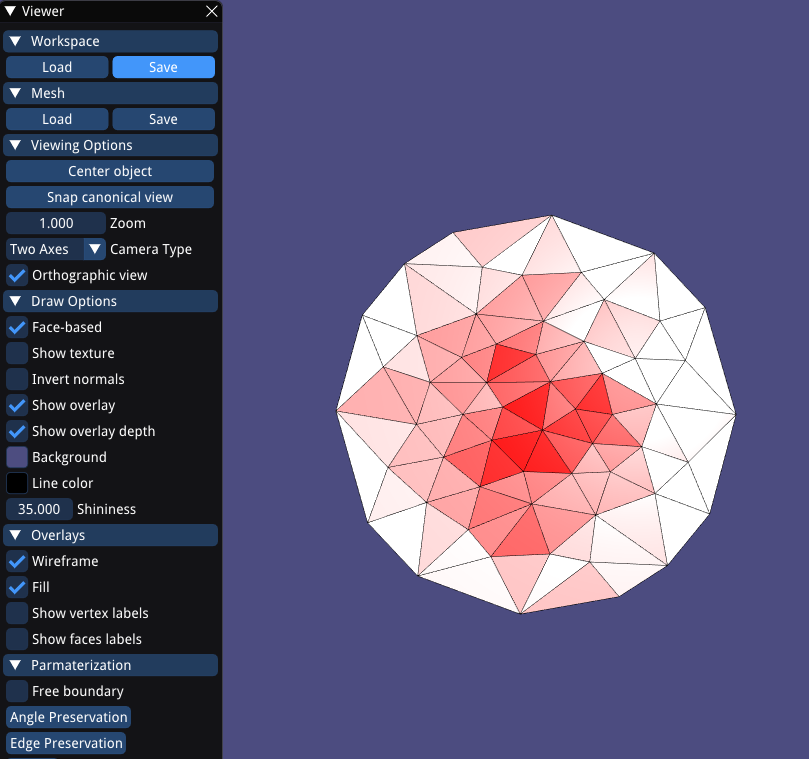 Viewer
Workspace
Load Save
Mesh
Load Save
Viewing Options
Center object
Snap canonical view
1.000 Zoom
Two Axes Camera Type
Orthographic view
Draw Options
Face-based
Show texture
Invert normals
Show overlay
Show overlay depth
Background
Line color
35.000 Shininess
Overlays
Wireframe
Fill
Show vertex labels
Show faces labels
Parmaterization
Free boundary
Angle Preservation
Edge Preservation